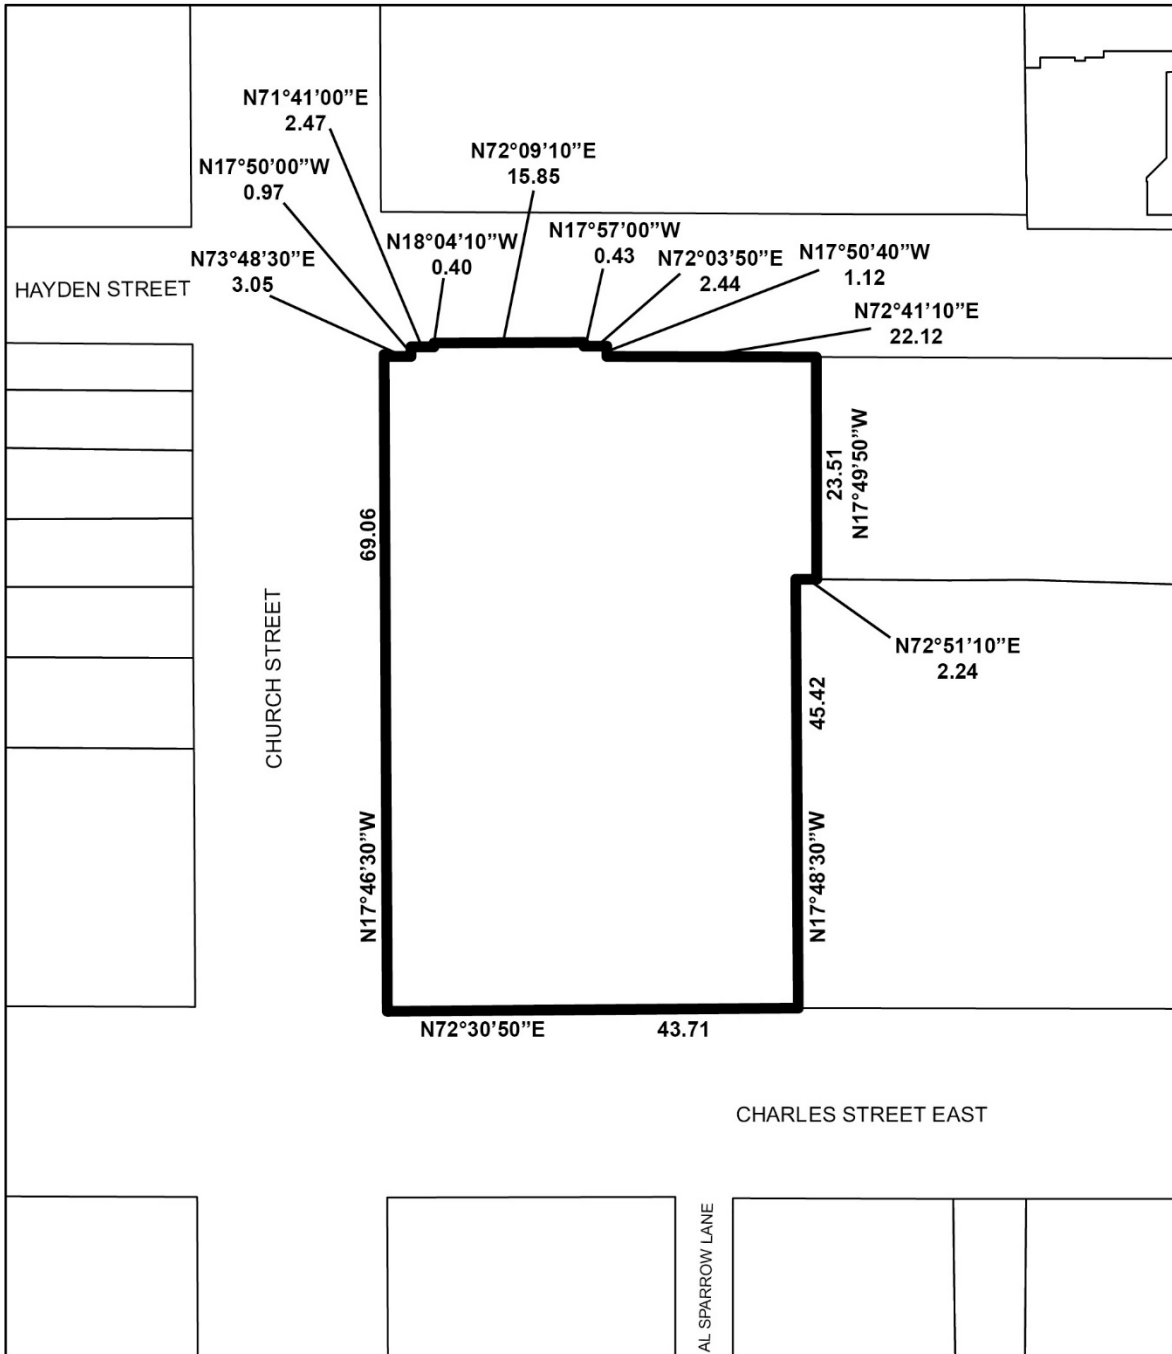 N71°41’00”E
2.47
N72°09’10”E
15.85
N17°50’00”W
0.97
N18°04’10”W
0.40
N17°57’00”W
0.43
N72°03’50”E
2.44
N17°50’40”W
1.12
N73°48’30”E
3.05
HAYDEN STREET
N72°41’10”E
22.12
23.51
N17°49’50”W
69.06
CHURCH STREET
N72°51’10”E
2.24
45.42
N17°46’30”W
N17°48’30”W
N72°30’50”E
43.71
CHARLES STREET EAST
AL SPARROW LANE